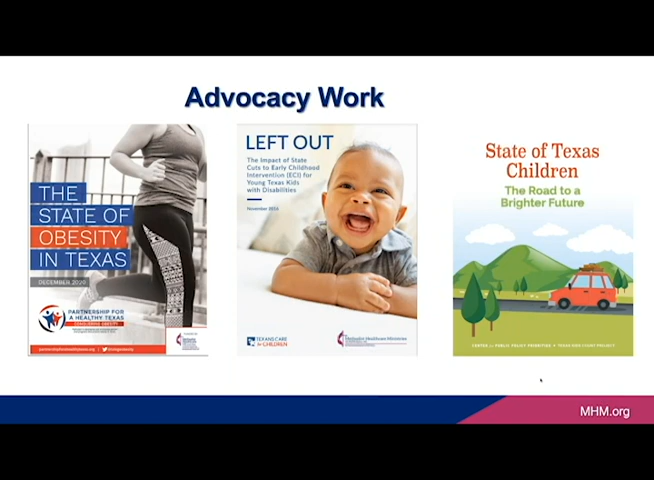 Advocacy Work
THE
STATE OF
OBESITY
IN TEXAS
DECEMBER 2020
PARTNERSHIP FOR
A HEALTHY TEXAS
CONQUERING OBESITY
LEFT OUT
The Impact of State
Cuts to Early Childhood
Intervention (ECI) for
Young Texas Kids
with Disabilities
November 2016
TEXANS CARE
for CHILDREN
Methodist Healthcare Ministries
State of Texas
Children
The Road to a
Brighter Future
CENTER for PUBLIC POLICY PRIORITIES • TEXAS KIDS COUNT PROJECT
MHM.org